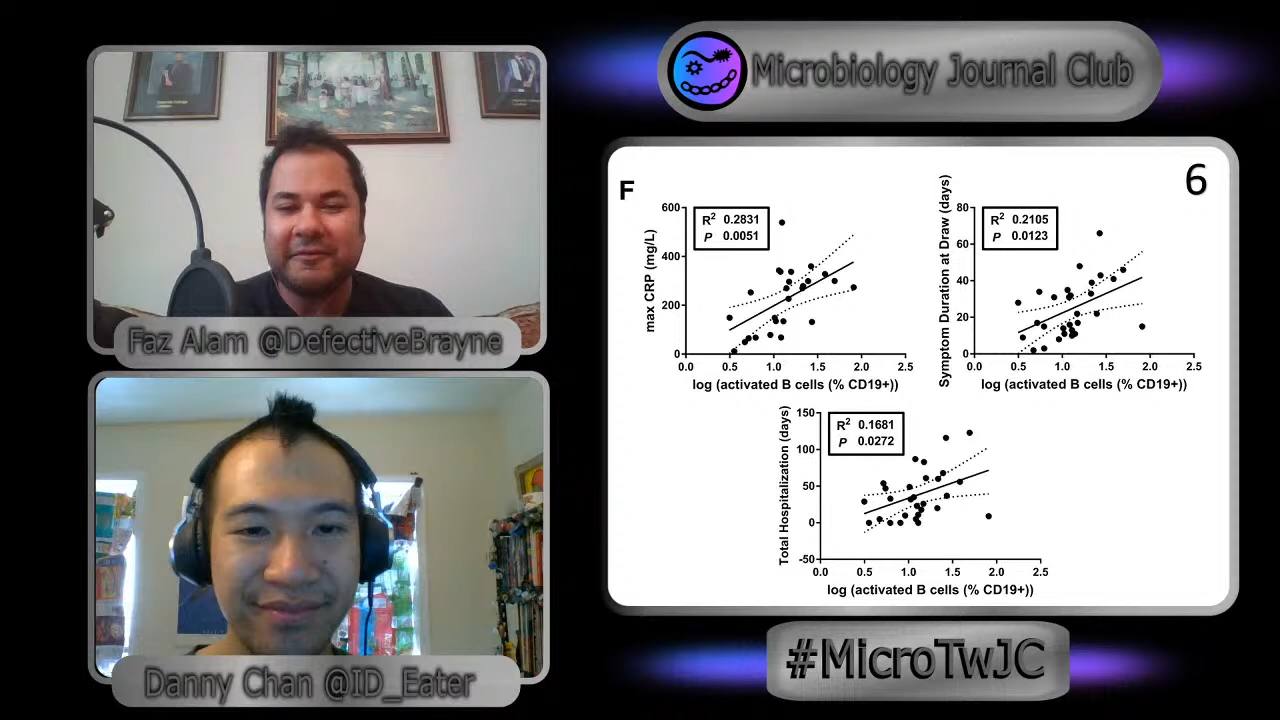 Microbiology Journal Club
Faz Alam @DefectiveBrayne
Danny Chan @ID_Eater
F
6
R² 0.2831
P 0.0051
max CRP (mg/L)
600
400
200
0
0.0 0.5 1.0 1.5 2.0 2.5
log (activated B cells (% CD19+))
R² 0.2105
P 0.0123
Symptom Duration at Draw (days)
80
60
40
20
0
0.0 0.5 1.0 1.5 2.0 2.5
log (activated B cells (% CD19+))
R² 0.1681
P 0.0272
Total Hospitalization (days)
150
100
50
0
-50
0.0 0.5 1.0 1.5 2.0 2.5
log (activated B cells (% CD19+))
#MicroTwJC